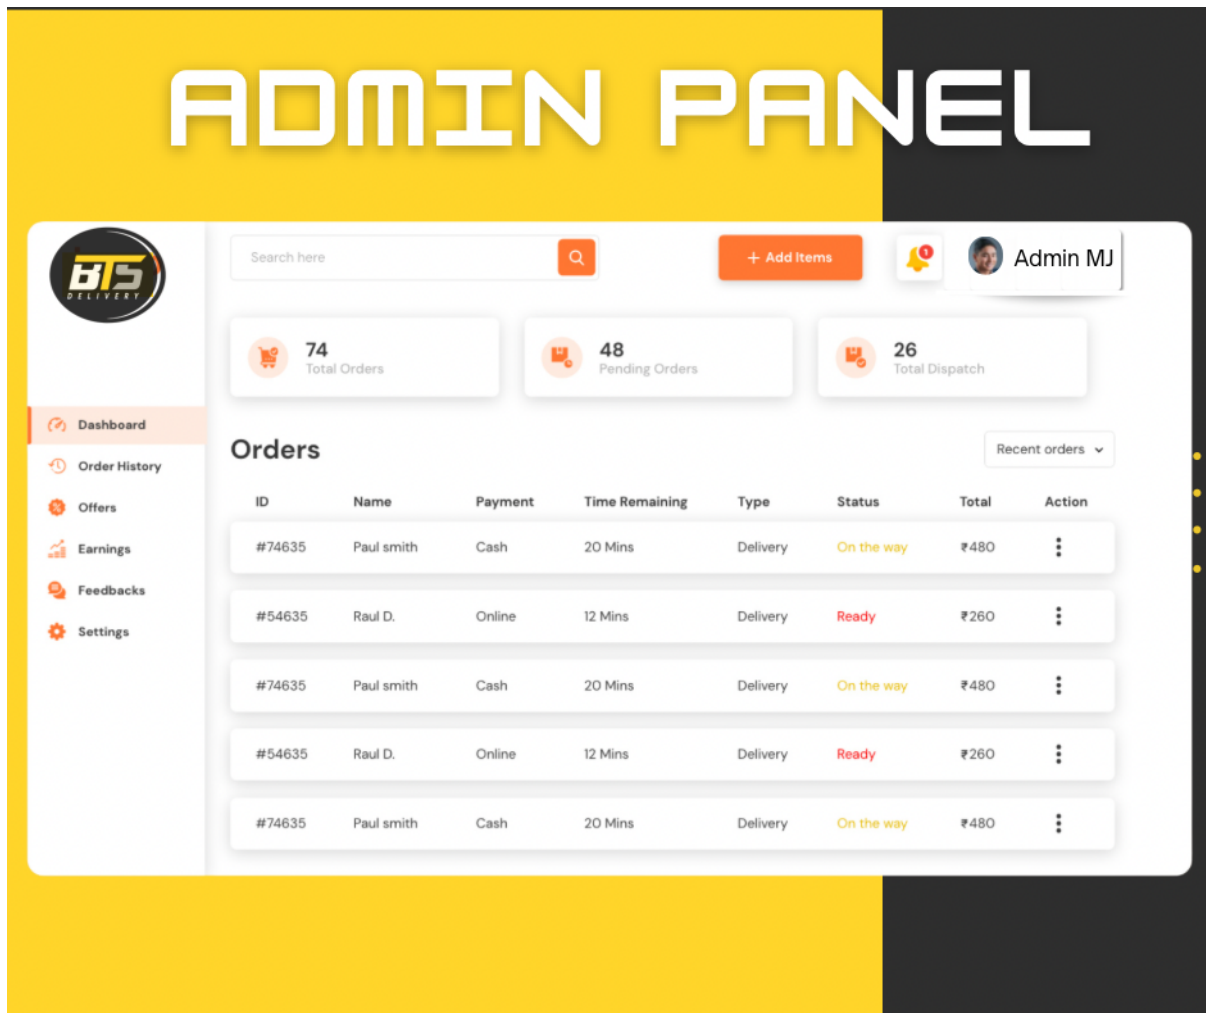 ADMIN PANEL
BTS
DELIVERY
Search here
+ Add Items
1
Admin MJ
74
Total Orders
48
Pending Orders
26
Total Dispatch
Dashboard
Order History
Offers
Earnings
Feedbacks
Settings
Orders
Recent orders
ID Name Payment Time Remaining Type Status Total Action
#74635 Paul smith Cash 20 Mins Delivery On the way ₹480
#54635 Raul D. Online 12 Mins Delivery Ready ₹260
#74635 Paul smith Cash 20 Mins Delivery On the way ₹480
#54635 Raul D. Online 12 Mins Delivery Ready ₹260
#74635 Paul smith Cash 20 Mins Delivery On the way ₹480